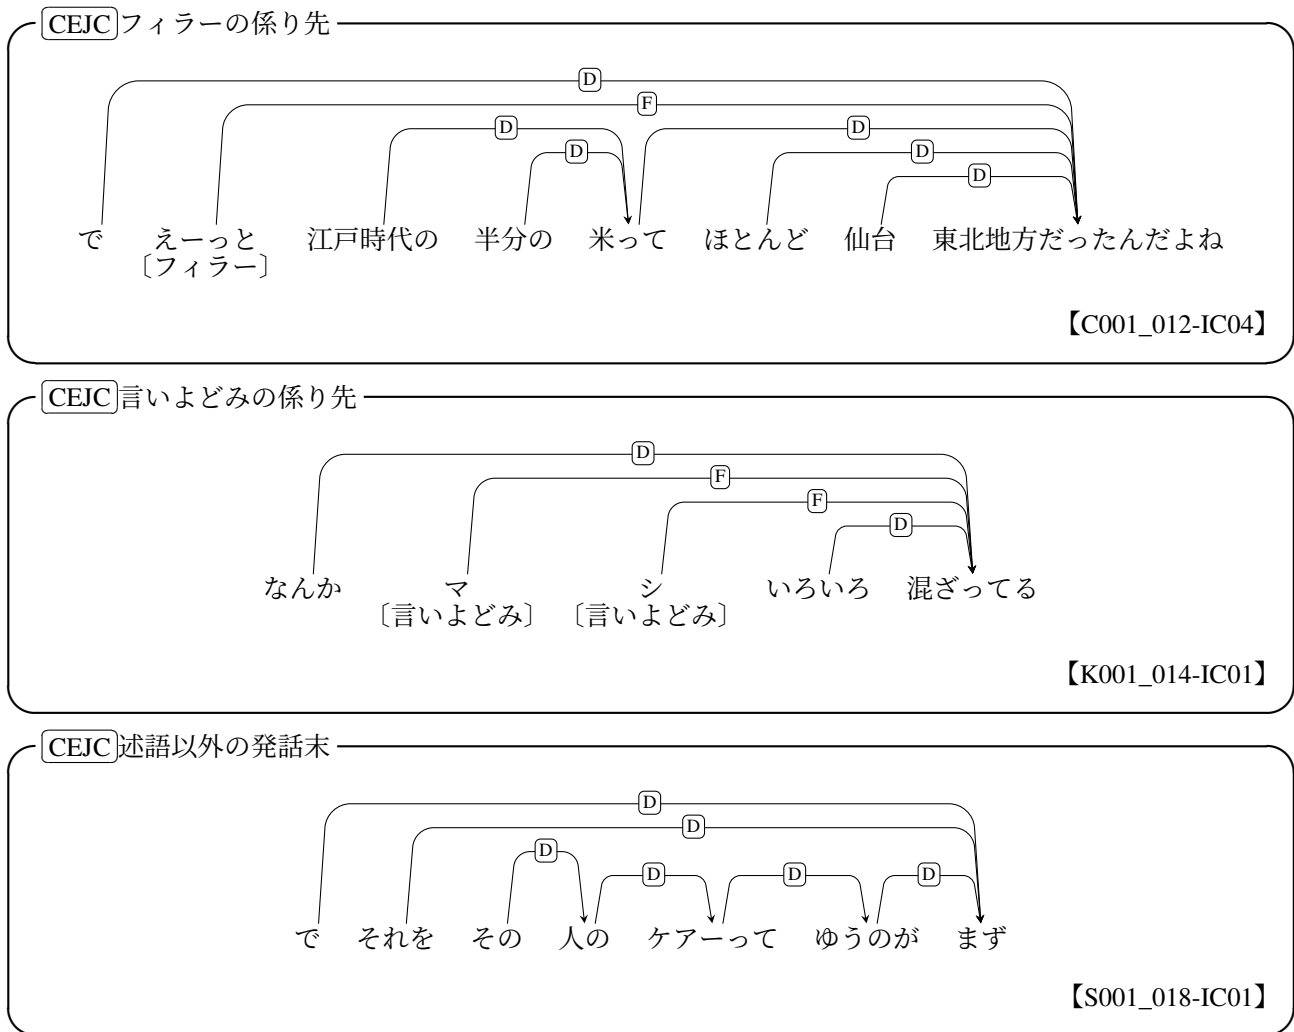 CEJC フィラーの係り先
D
F
D D
D D
D
で えーっと 江戸時代の 半分の 米って ほとんど 仙台 東北地方だったんだよね
〔フィラー〕
【C001_012-IC04】
CEJC 言いよどみの係り先
D
F
F
D
なんか マ シ いろいろ 混ざってる
〔言いよどみ〕 〔言いよどみ〕
【K001_014-IC01】
CEJC 述語以外の発話末
D
D
D
D D D
で それを その 人の ケアーって ゆうのが まず
【S001_018-IC01】